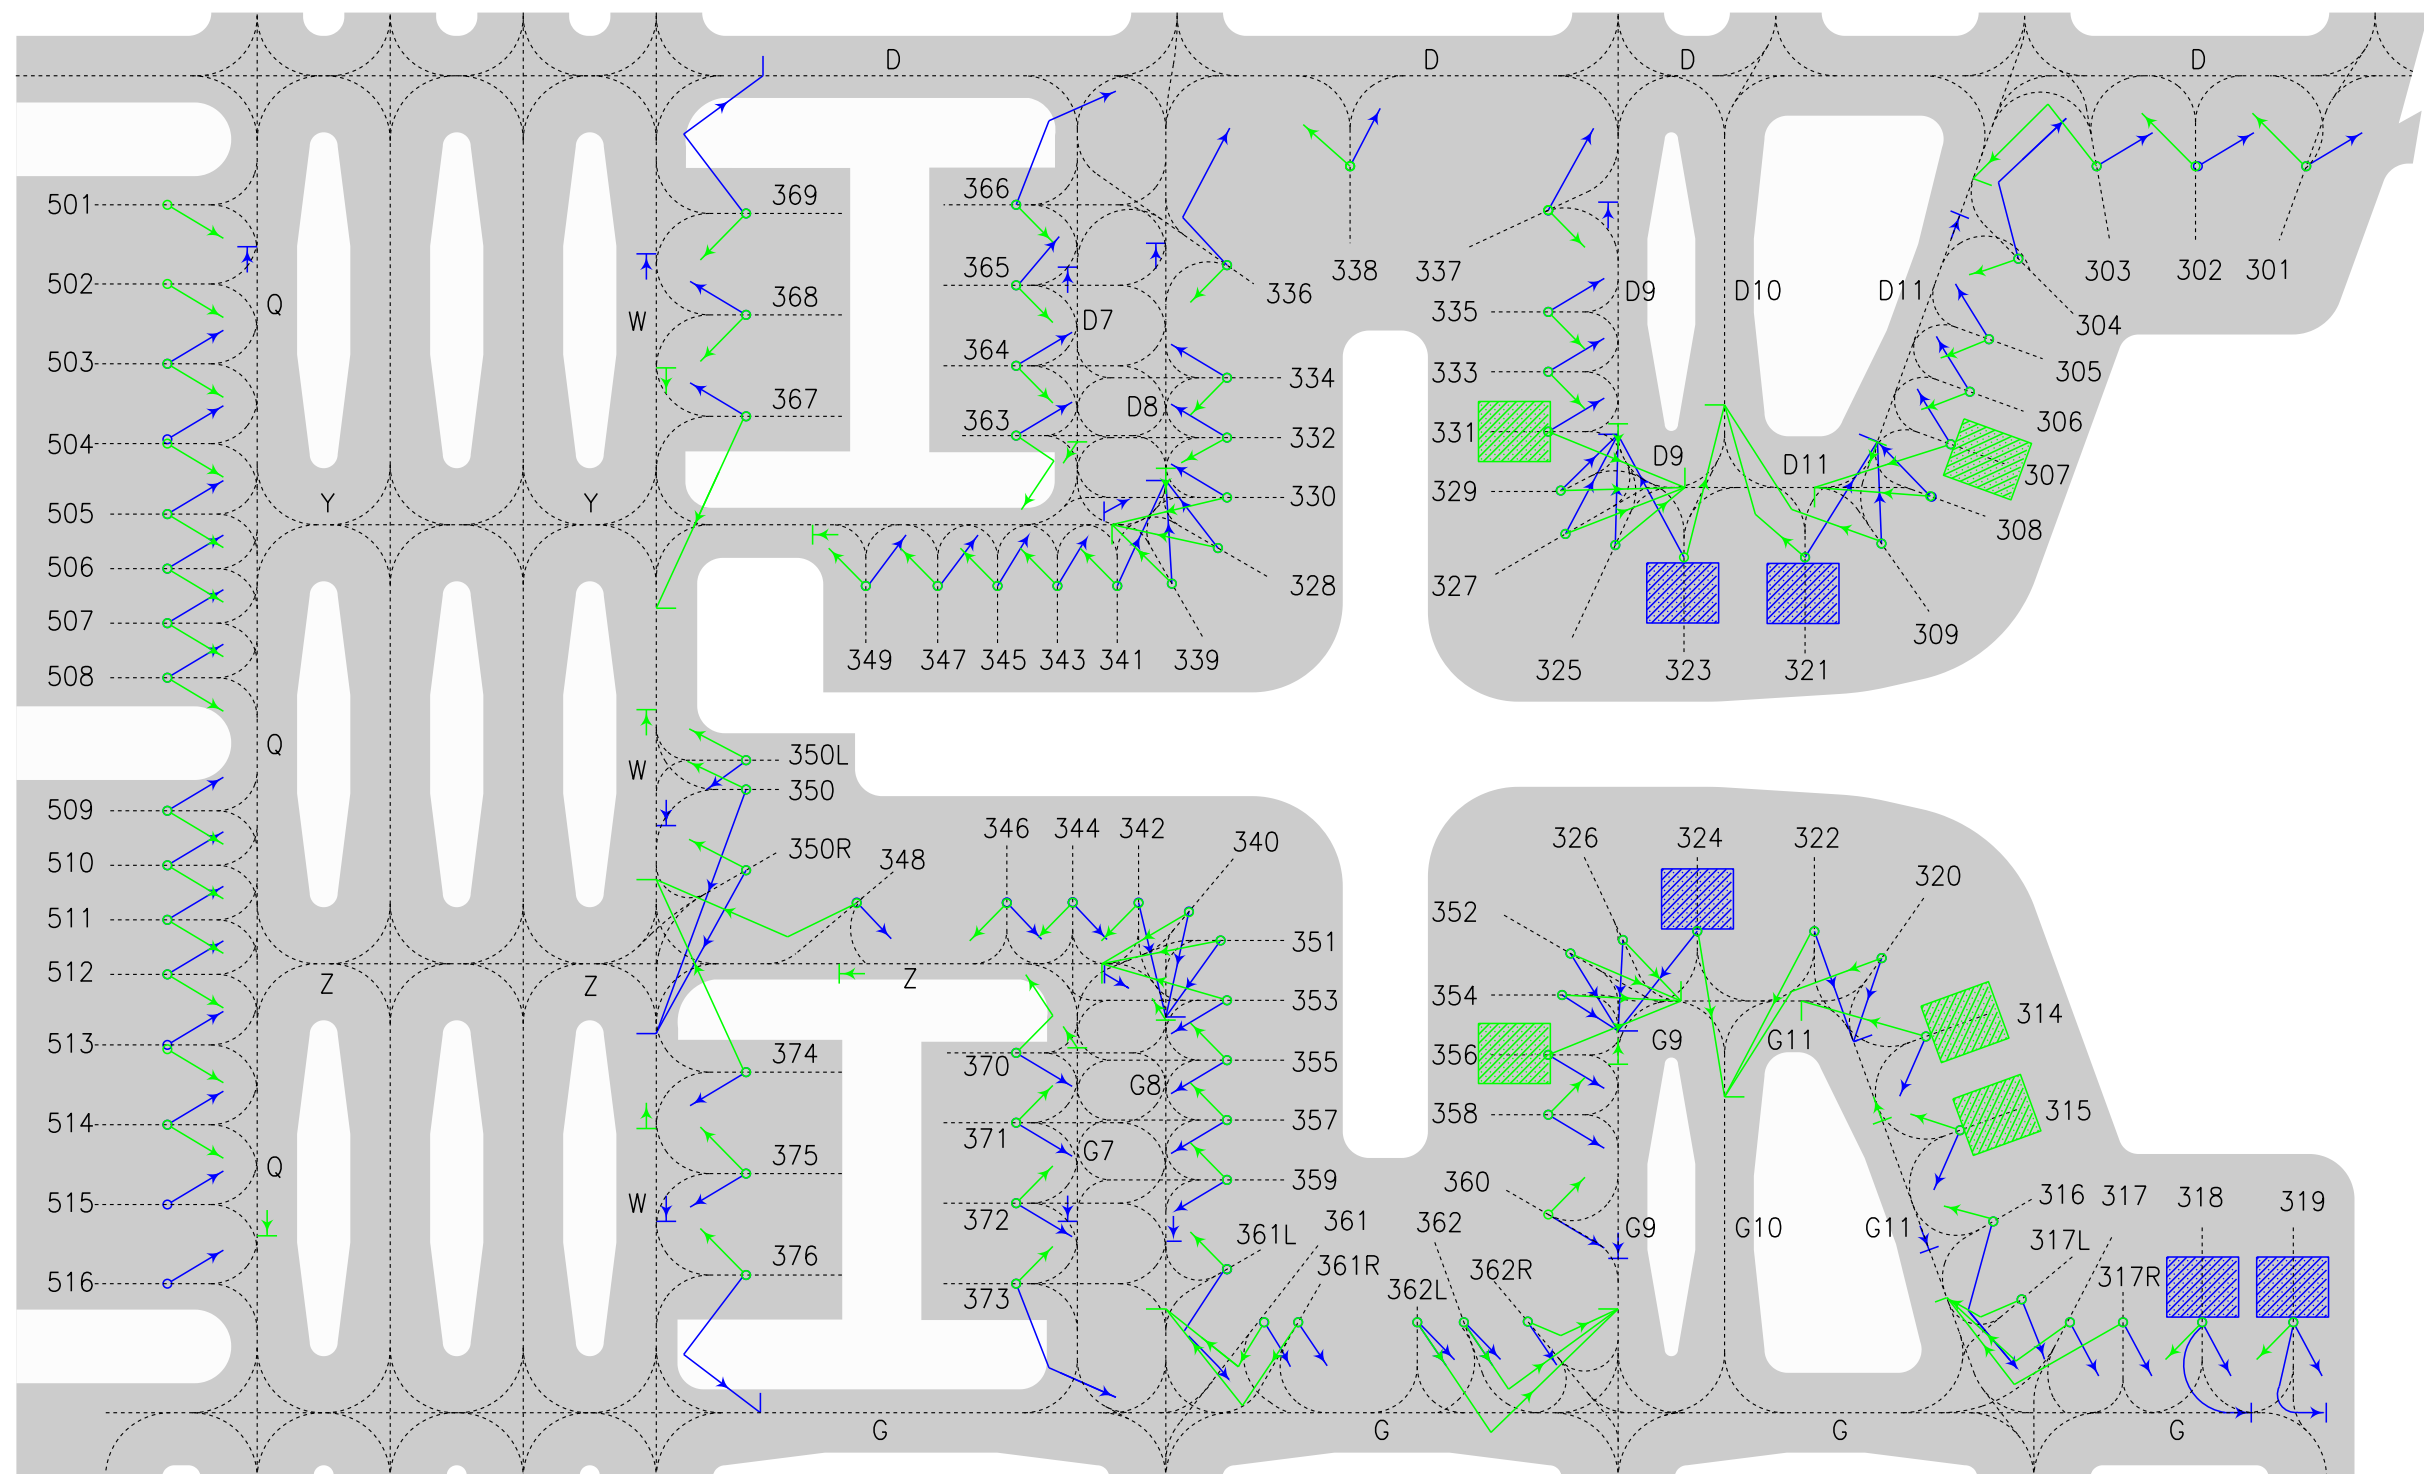 D D D D
501 369 366
502 365 336 338 337 303 302 301
Q W 368 D7 D9 D10 D11 304
503 367 364 334 335 305
504 363 D8 332 333 306
331 D9 D11 307
505 Y Y 330 329 308
506 328 327 309
507
508 349 347 345 343 341 339 325 323 321
Q W 350L
509 350
510 350R 348 346 344 342 340 326 324 322 320
511 351 352
512 Z Z Z 353 354 314
513 374 370 G8 355 356 G9 G11 315
514 371 G7 357 358
Q 375 359 360 316 317 318 319
515 W 372 361L 361 362 G9 G10 G11 317L
516 376 373 361R 362L 362R 317R
G G G G